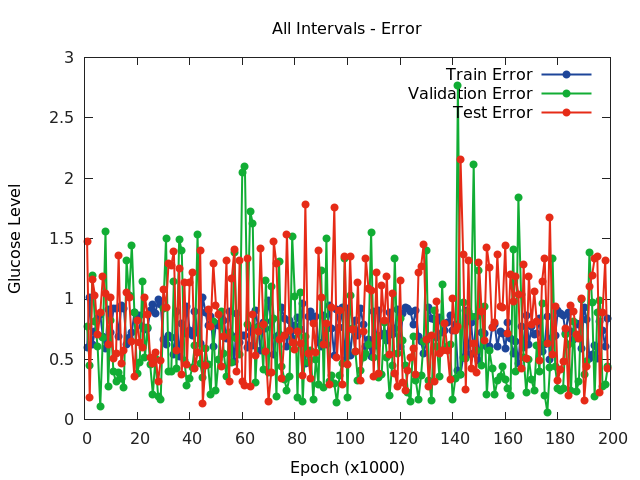 All Intervals - Error
Train Error
Validation Error
Test Error
Glucose Level
3
2.5
2
1.5
1
0.5
0
0 20 40 60 80 100 120 140 160 180 200
Epoch (x1000)